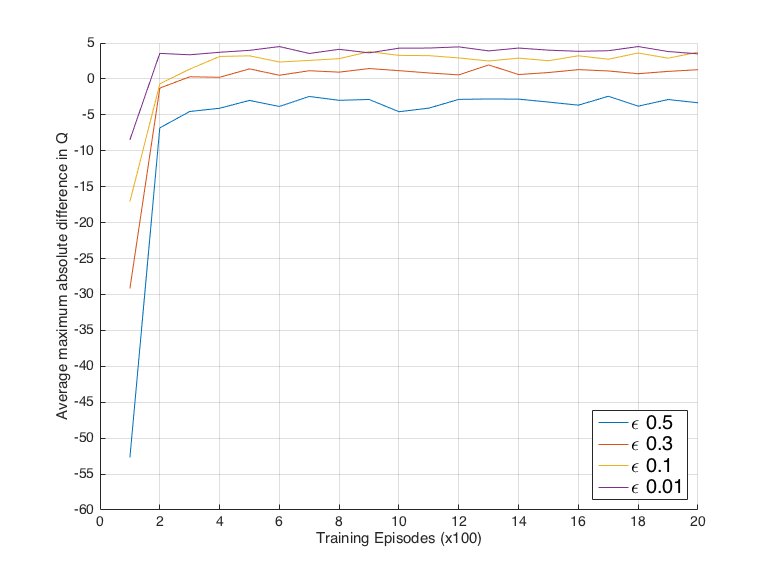 5
0
-5
-10
-15
-20
-25
-30
-35
-40
-45
-50
-55
-60
0 2 4 6 8 10 12 14 16 18 20
Average maximum absolute difference in Q
Training Episodes (x100)
ϵ 0.5
ϵ 0.3
ϵ 0.1
ϵ 0.01